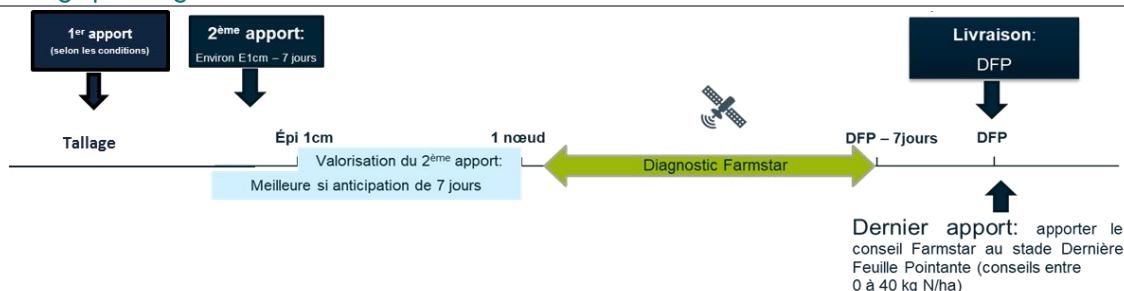 1er apport
(selon les conditions)
2ème apport:
Environ E1cm – 7 jours
Livraison:
DFP
Tallage
Épi 1cm
1 nœud
DFP – 7jours
DFP
Valorisation du 2ème apport:
Meilleure si anticipation de 7 jours
Diagnostic Farmstar
Dernier apport: apporter le
conseil Farmstar au stade Dernière
Feuille Pointante (conseils entre
0 à 40 kg N/ha)